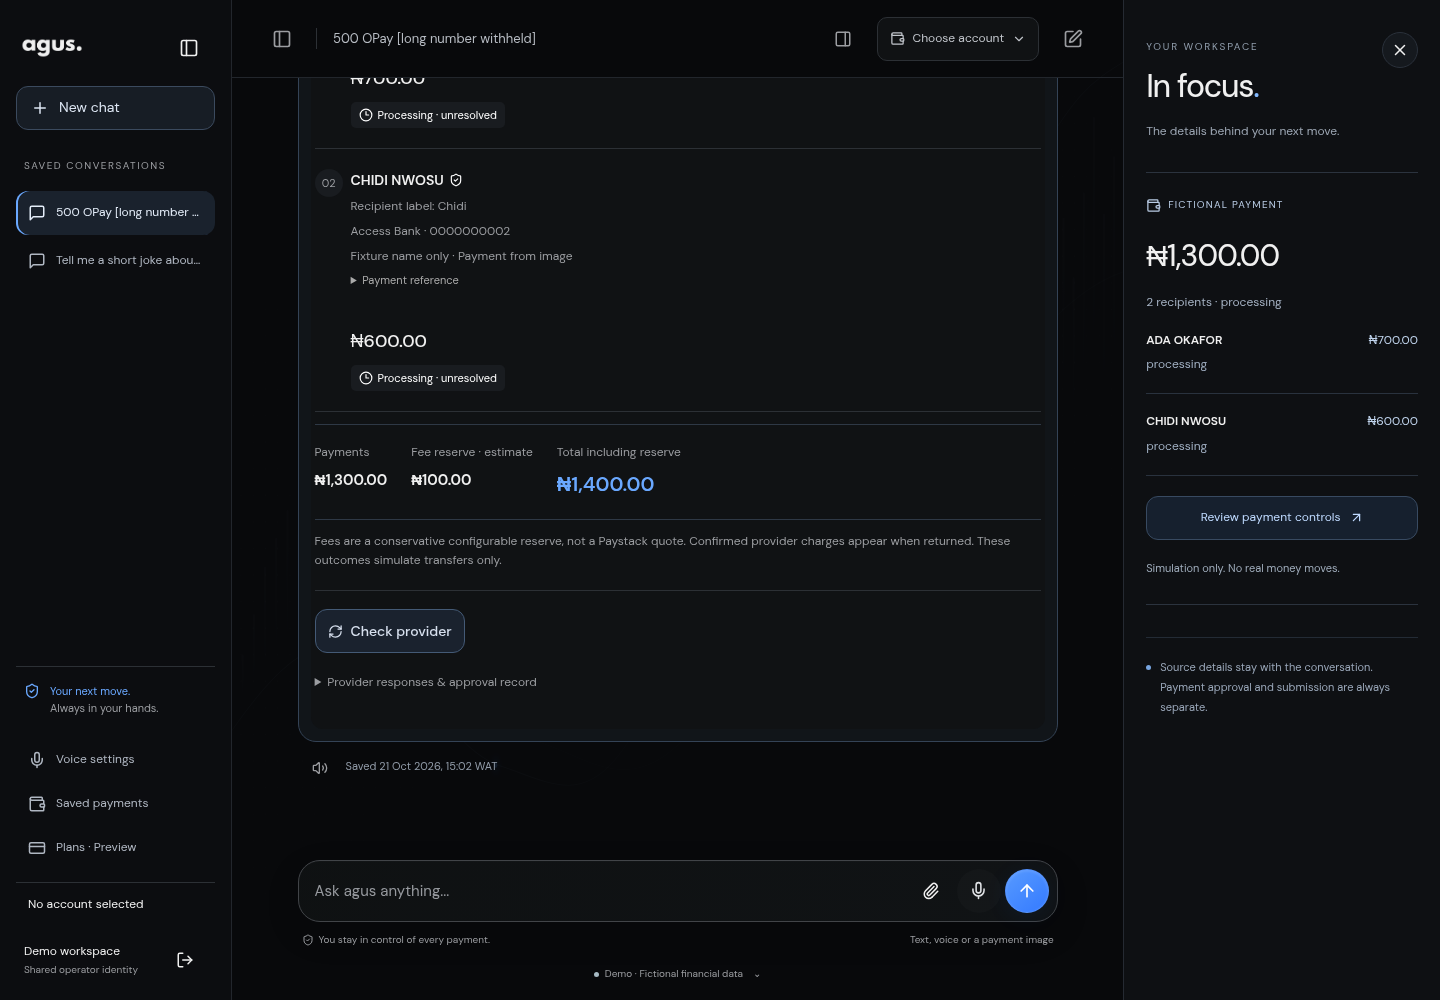 agus.
New chat
SAVED CONVERSATIONS
500 OPay [long number ...
Tell me a short joke abou...
Your next move.
Always in your hands.
Voice settings
Saved payments
Plans · Preview
No account selected
Demo workspace
Shared operator identity
500 OPay [long number withheld]
Choose account
₦700.00
Processing · unresolved
02
CHIDI NWOSU
Recipient label: Chidi
Access Bank · 0000000002
Fixture name only · Payment from image
Payment reference
₦600.00
Processing · unresolved
Payments
Fee reserve · estimate
Total including reserve
₦1,300.00
₦100.00
₦1,400.00
Fees are a conservative configurable reserve, not a Paystack quote. Confirmed provider charges appear when returned. These
outcomes simulate transfers only.
Check provider
Provider responses & approval record
Saved 21 Oct 2026, 15:02 WAT
Ask agus anything...
You stay in control of every payment.
Text, voice or a payment image
Demo · Fictional financial data
YOUR WORKSPACE
In focus.
The details behind your next move.
FICTIONAL PAYMENT
₦1,300.00
2 recipients · processing
ADA OKAFOR
₦700.00
processing
CHIDI NWOSU
₦600.00
processing
Review payment controls
Simulation only. No real money moves.
Source details stay with the conversation.
Payment approval and submission are always
separate.